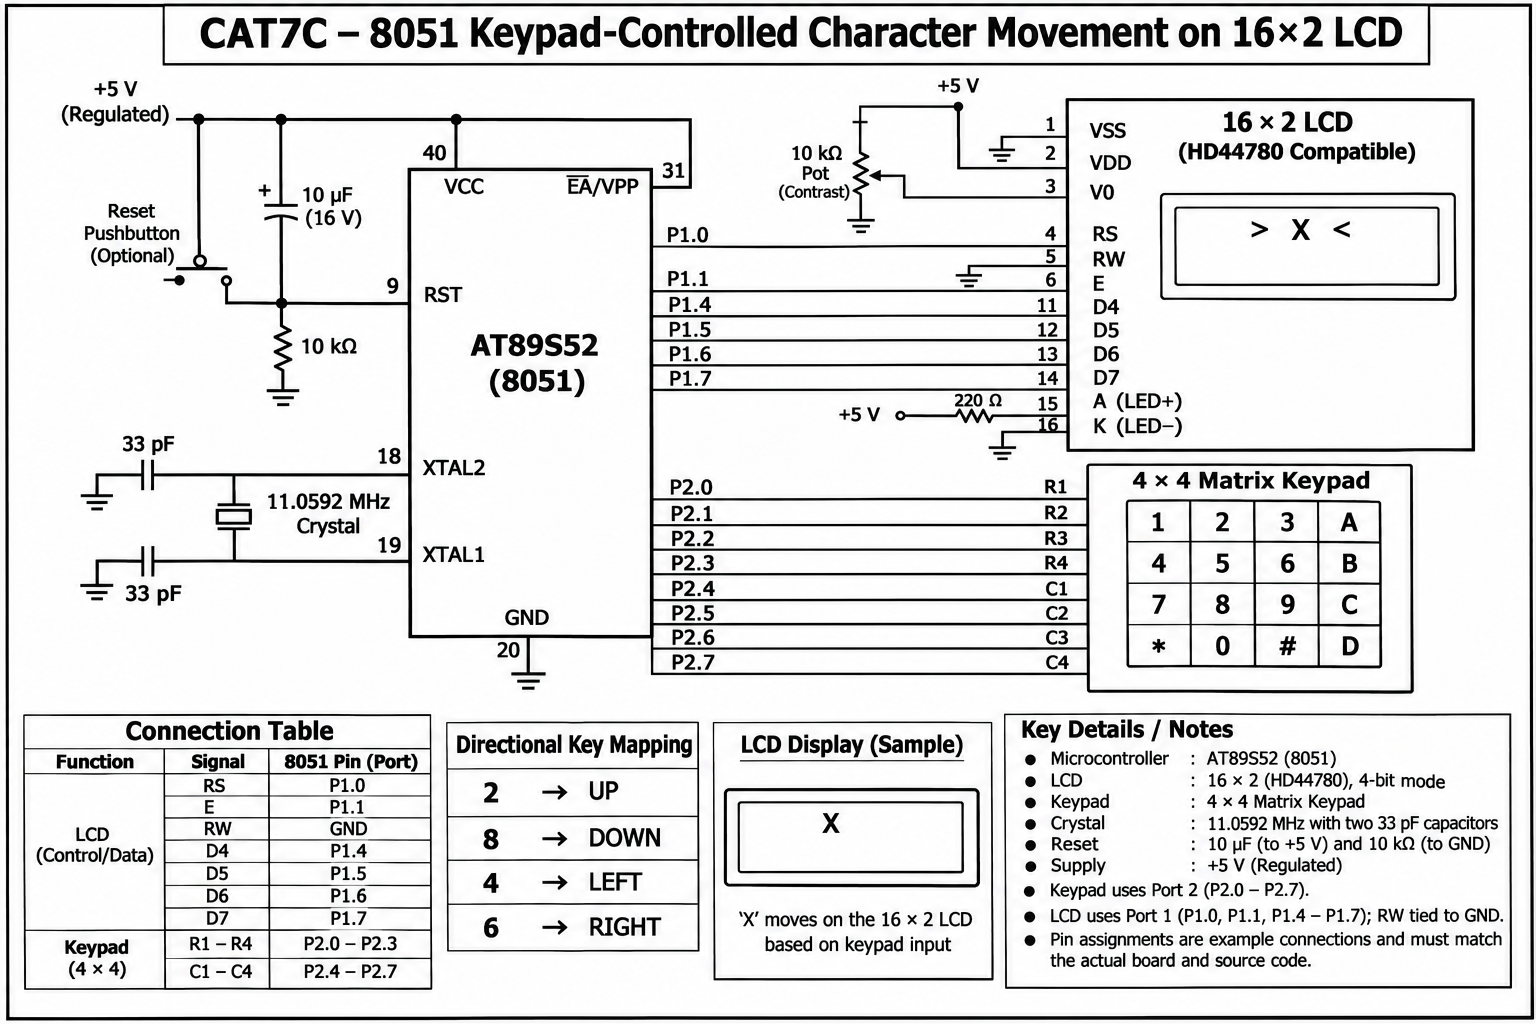 CAT7C – 8051 Keypad-Controlled Character Movement on 16×2 LCD
+5 V
(Regulated)
10 µF
(16 V)
+
Reset
Pushbutton
(Optional)
10 kΩ
33 pF
11.0592 MHz
Crystal
33 pF
40
VCC
31
EA/VPP
9
RST
AT89S52
(8051)
18
XTAL2
19
XTAL1
GND
20
P1.0
P1.1
P1.4
P1.5
P1.6
P1.7
P2.0
P2.1
P2.2
P2.3
P2.4
P2.5
P2.6
P2.7
+5 V
10 kΩ
Pot
(Contrast)
+5 V
220 Ω
1 VSS
2 VDD
3 V0
4 RS
5 RW
6 E
11 D4
12 D5
13 D6
14 D7
15 A (LED+)
16 K (LED−)
16 × 2 LCD
(HD44780 Compatible)
> X <
R1
R2
R3
R4
C1
C2
C3
C4
4 × 4 Matrix Keypad
1 2 3 A
4 5 6 B
7 8 9 C
* 0 # D
Connection Table
Function Signal 8051 Pin (Port)
LCD
(Control/Data)
RS P1.0
E P1.1
RW GND
D4 P1.4
D5 P1.5
D6 P1.6
D7 P1.7
Keypad
(4 × 4)
R1 – R4 P2.0 – P2.3
C1 – C4 P2.4 – P2.7
Directional Key Mapping
2 → UP
8 → DOWN
4 → LEFT
6 → RIGHT
LCD Display (Sample)
X
‘X’ moves on the 16 × 2 LCD
based on keypad input
Key Details / Notes
● Microcontroller : AT89S52 (8051)
● LCD : 16 × 2 (HD44780), 4-bit mode
● Keypad : 4 × 4 Matrix Keypad
● Crystal : 11.0592 MHz with two 33 pF capacitors
● Reset : 10 µF (to +5 V) and 10 kΩ (to GND)
● Supply : +5 V (Regulated)
● Keypad uses Port 2 (P2.0 – P2.7).
● LCD uses Port 1 (P1.0, P1.1, P1.4 – P1.7); RW tied to GND.
● Pin assignments are example connections and must match
the actual board and source code.